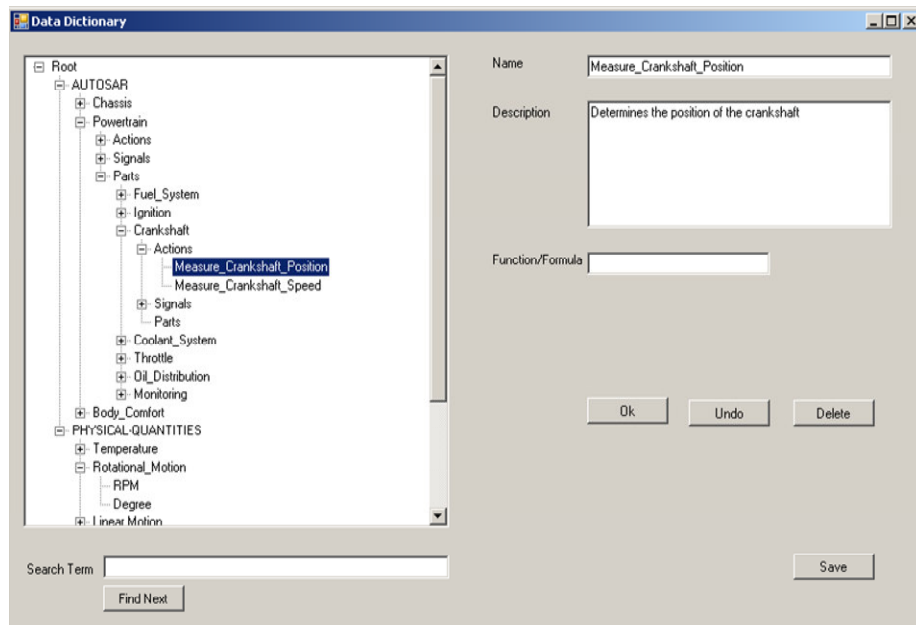 Data Dictionary
Root
AUTOSAR
Chassis
Powertrain
Actions
Signals
Parts
Fuel_System
Ignition
Crankshaft
Actions
Measure_Crankshaft_Position
Measure_Crankshaft_Speed
Signals
Parts
Coolant_System
Throttle
Oil_Distribution
Monitoring
Body_Comfort
PHYSICAL-QUANTITIES
Temperature
Rotational_Motion
RPM
Degree
Linear Motion
Search Term
Find Next
Name
Measure_Crankshaft_Position
Description
Determines the position of the crankshaft
Function/Formula
Ok
Undo
Delete
Save